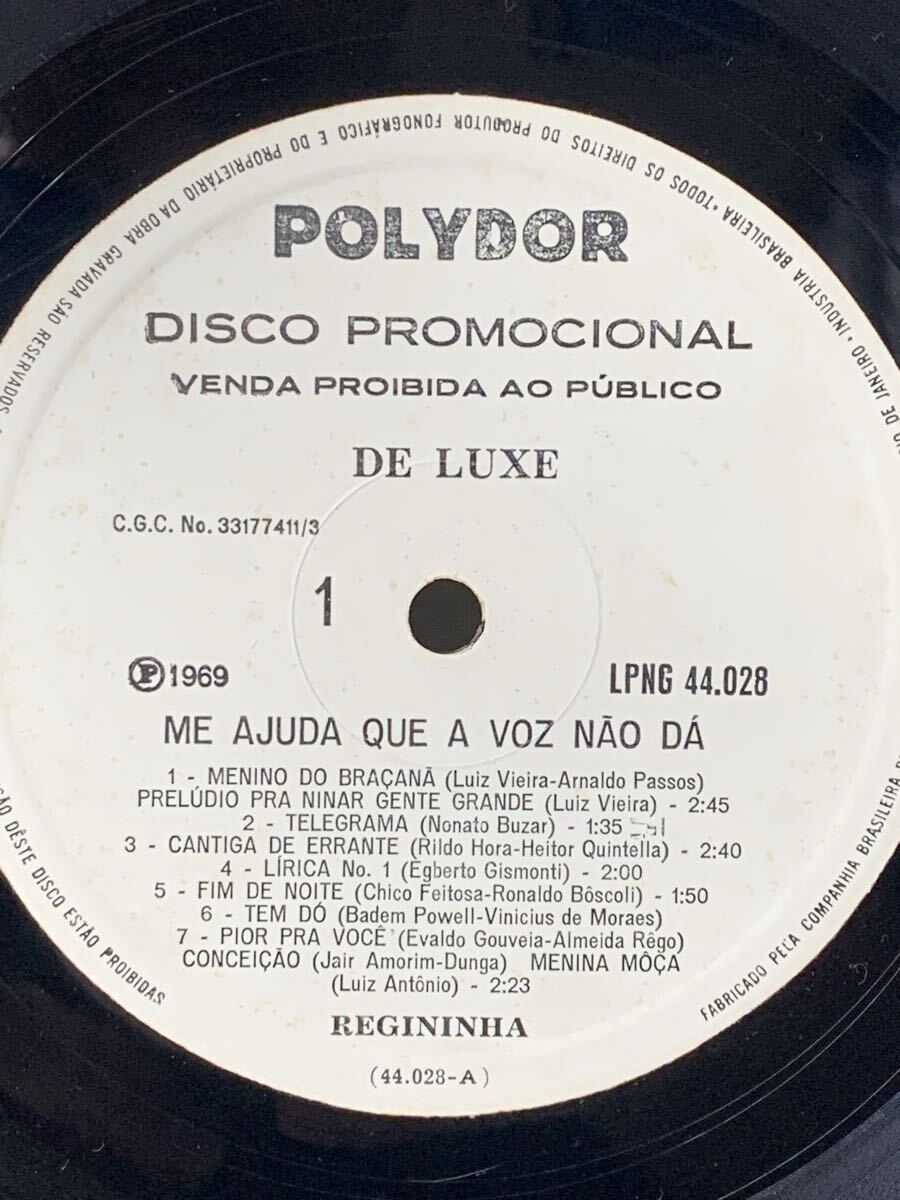 POLYDOR
DISCO PROMOCIONAL
VENDA PROIBIDA AO PÚBLICO
DE LUXE
C.G.C. No. 33177411/3
1
Ⓟ 1969
LPNG 44.028
ME AJUDA QUE A VOZ NÃO DÁ
1 - MENINO DO BRAÇANÃ (Luiz Vieira-Arnaldo Passos)
PRELÚDIO PRA NINAR GENTE GRANDE (Luiz Vieira) - 2:45
2 - TELEGRAMA (Nonato Buzar) - 1:35
3 - CANTIGA DE ERRANTE (Rildo Hora-Heitor Quintella) - 2:40
4 - LÍRICA No. 1 (Egberto Gismonti) - 2:00
5 - FIM DE NOITE (Chico Feitosa-Ronaldo Bôscoli) - 1:50
6 - TEM DÓ (Badem Powell-Vinicius de Moraes)
7 - PIOR PRA VOCÊ (Evaldo Gouveia-Almeida Rêgo)
CONCEIÇÃO (Jair Amorim-Dunga) MENINA MÔÇA
(Luiz Antônio) - 2:23
REGININHA
(44.028-A)
FABRICADO PELA COMPANHIA BRASILEIRA
DE JANEIRO • INDÚSTRIA BRASILEIRA • TODOS OS DIREITOS DO PRODUTOR FONOGRÁFICO E DO PROPRIETÁRIO DA OBRA GRAVADA SÃO RESERVADOS.
DÊSTE DISCO ESTÃO PROIBIDAS